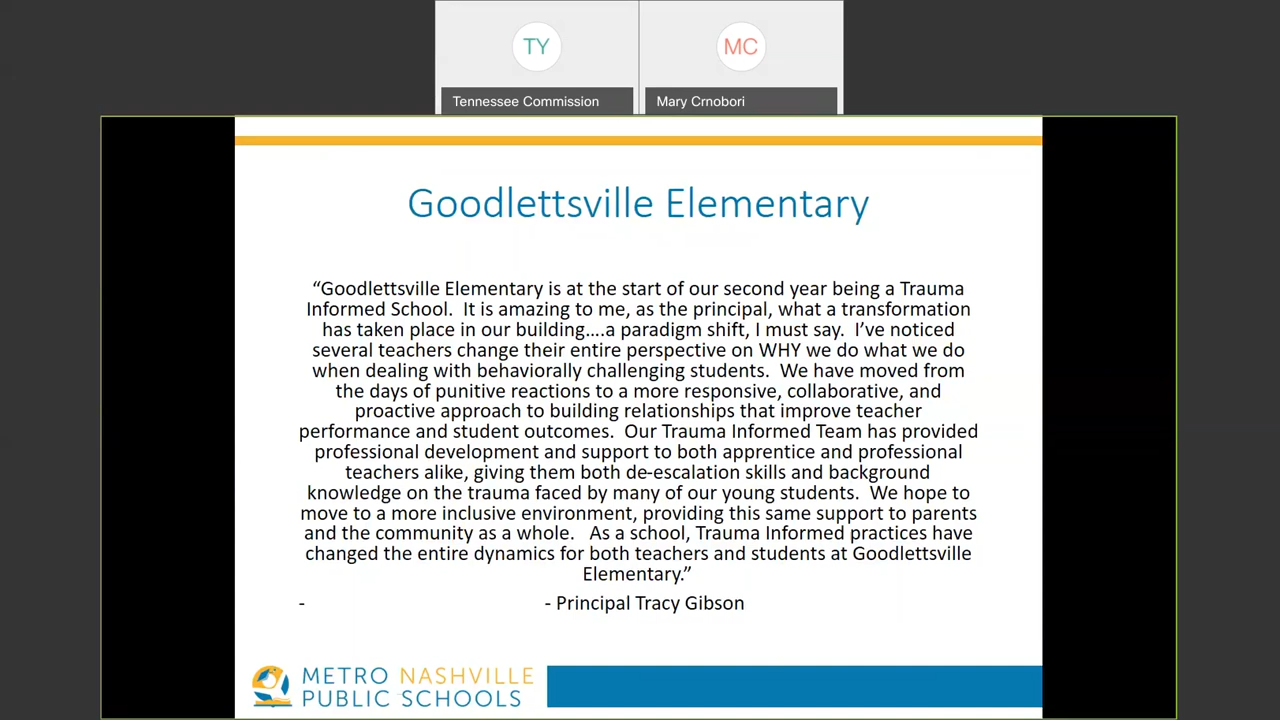 TY
MC
Tennessee Commission
Mary Crnobori
Goodlettsville Elementary
“Goodlettsville Elementary is at the start of our second year being a Trauma
Informed School.  It is amazing to me, as the principal, what a transformation
has taken place in our building….a paradigm shift, I must say.  I’ve noticed
several teachers change their entire perspective on WHY we do what we do
when dealing with behaviorally challenging students.  We have moved from
the days of punitive reactions to a more responsive, collaborative, and
proactive approach to building relationships that improve teacher
performance and student outcomes.  Our Trauma Informed Team has provided
professional development and support to both apprentice and professional
teachers alike, giving them both de-escalation skills and background
knowledge on the trauma faced by many of our young students.  We hope to
move to a more inclusive environment, providing this same support to parents
and the community as a whole.   As a school, Trauma Informed practices have
changed the entire dynamics for both teachers and students at Goodlettsville
Elementary.”
- - Principal Tracy Gibson
METRO NASHVILLE
PUBLIC SCHOOLS